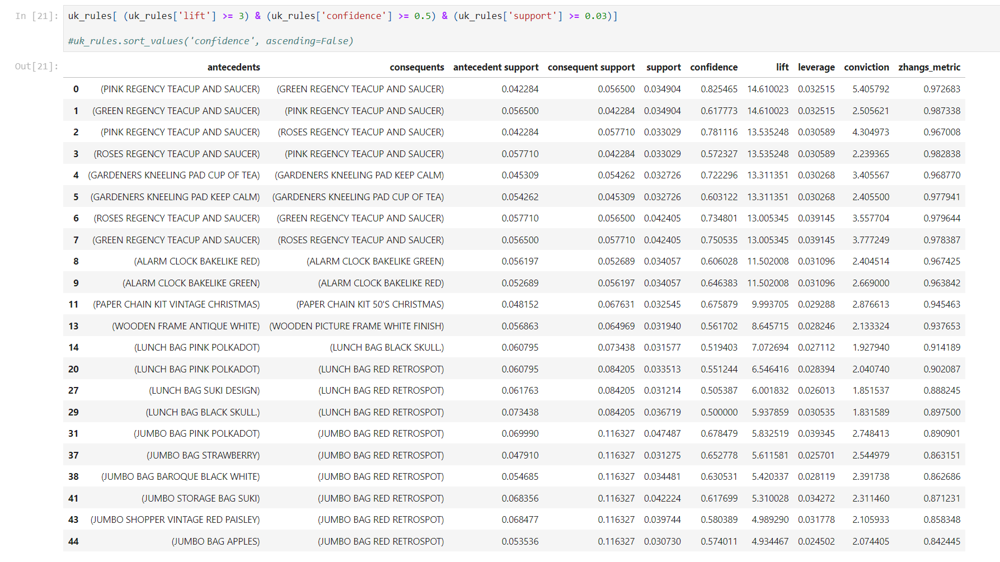 In [21]: uk_rules[ (uk_rules['lift'] >= 3) & (uk_rules['confidence'] >= 0.5) & (uk_rules['support'] >= 0.03)]
#uk_rules.sort_values('confidence', ascending=False)
Out[21]:
antecedents consequents antecedent support consequent support support confidence lift leverage conviction zhangs_metric
0 (PINK REGENCY TEACUP AND SAUCER) (GREEN REGENCY TEACUP AND SAUCER) 0.042284 0.056500 0.034904 0.825465 14.610023 0.032515 5.405792 0.972683
1 (GREEN REGENCY TEACUP AND SAUCER) (PINK REGENCY TEACUP AND SAUCER) 0.056500 0.042284 0.034904 0.617773 14.610023 0.032515 2.505621 0.987338
2 (PINK REGENCY TEACUP AND SAUCER) (ROSES REGENCY TEACUP AND SAUCER) 0.042284 0.057710 0.033029 0.781116 13.535248 0.030589 4.304973 0.967008
3 (ROSES REGENCY TEACUP AND SAUCER) (PINK REGENCY TEACUP AND SAUCER) 0.057710 0.042284 0.033029 0.572327 13.535248 0.030589 2.239365 0.982838
4 (GARDENERS KNEELING PAD CUP OF TEA) (GARDENERS KNEELING PAD KEEP CALM) 0.045309 0.054262 0.032726 0.722296 13.311351 0.030268 3.405567 0.968770
5 (GARDENERS KNEELING PAD KEEP CALM) (GARDENERS KNEELING PAD CUP OF TEA) 0.054262 0.045309 0.032726 0.603122 13.311351 0.030268 2.405500 0.977941
6 (ROSES REGENCY TEACUP AND SAUCER) (GREEN REGENCY TEACUP AND SAUCER) 0.057710 0.056500 0.042405 0.734801 13.005345 0.039145 3.557704 0.979644
7 (GREEN REGENCY TEACUP AND SAUCER) (ROSES REGENCY TEACUP AND SAUCER) 0.056500 0.057710 0.042405 0.750535 13.005345 0.039145 3.777249 0.978387
8 (ALARM CLOCK BAKELIKE RED) (ALARM CLOCK BAKELIKE GREEN) 0.056197 0.052689 0.034057 0.606028 11.502008 0.031096 2.404514 0.967425
9 (ALARM CLOCK BAKELIKE GREEN) (ALARM CLOCK BAKELIKE RED) 0.052689 0.056197 0.034057 0.646383 11.502008 0.031096 2.669000 0.963842
11 (PAPER CHAIN KIT VINTAGE CHRISTMAS) (PAPER CHAIN KIT 50'S CHRISTMAS) 0.048152 0.067631 0.032545 0.675879 9.993705 0.029288 2.876613 0.945463
13 (WOODEN FRAME ANTIQUE WHITE) (WOODEN PICTURE FRAME WHITE FINISH) 0.056863 0.064969 0.031940 0.561702 8.645715 0.028246 2.133324 0.937653
14 (LUNCH BAG PINK POLKADOT) (LUNCH BAG BLACK SKULL.) 0.060795 0.073438 0.031577 0.519403 7.072694 0.027112 1.927940 0.914189
20 (LUNCH BAG PINK POLKADOT) (LUNCH BAG RED RETROSPOT) 0.060795 0.084205 0.033513 0.551244 6.546416 0.028394 2.040740 0.902087
27 (LUNCH BAG SUKI DESIGN) (LUNCH BAG RED RETROSPOT) 0.061763 0.084205 0.031214 0.505387 6.001832 0.026013 1.851537 0.888245
29 (LUNCH BAG BLACK SKULL.) (LUNCH BAG RED RETROSPOT) 0.073438 0.084205 0.036719 0.500000 5.937859 0.030535 1.831589 0.897500
31 (JUMBO BAG PINK POLKADOT) (JUMBO BAG RED RETROSPOT) 0.069990 0.116327 0.047487 0.678479 5.832519 0.039345 2.748413 0.890901
37 (JUMBO BAG STRAWBERRY) (JUMBO BAG RED RETROSPOT) 0.047910 0.116327 0.031275 0.652778 5.611581 0.025701 2.544979 0.863151
38 (JUMBO BAG BAROQUE BLACK WHITE) (JUMBO BAG RED RETROSPOT) 0.054685 0.116327 0.034481 0.630531 5.420337 0.028119 2.391738 0.862686
41 (JUMBO STORAGE BAG SUKI) (JUMBO BAG RED RETROSPOT) 0.068356 0.116327 0.042224 0.617699 5.310028 0.034272 2.311460 0.871231
43 (JUMBO SHOPPER VINTAGE RED PAISLEY) (JUMBO BAG RED RETROSPOT) 0.068477 0.116327 0.039744 0.580389 4.989290 0.031778 2.105933 0.858348
44 (JUMBO BAG APPLES) (JUMBO BAG RED RETROSPOT) 0.053536 0.116327 0.030730 0.574011 4.934467 0.024502 2.074405 0.842445